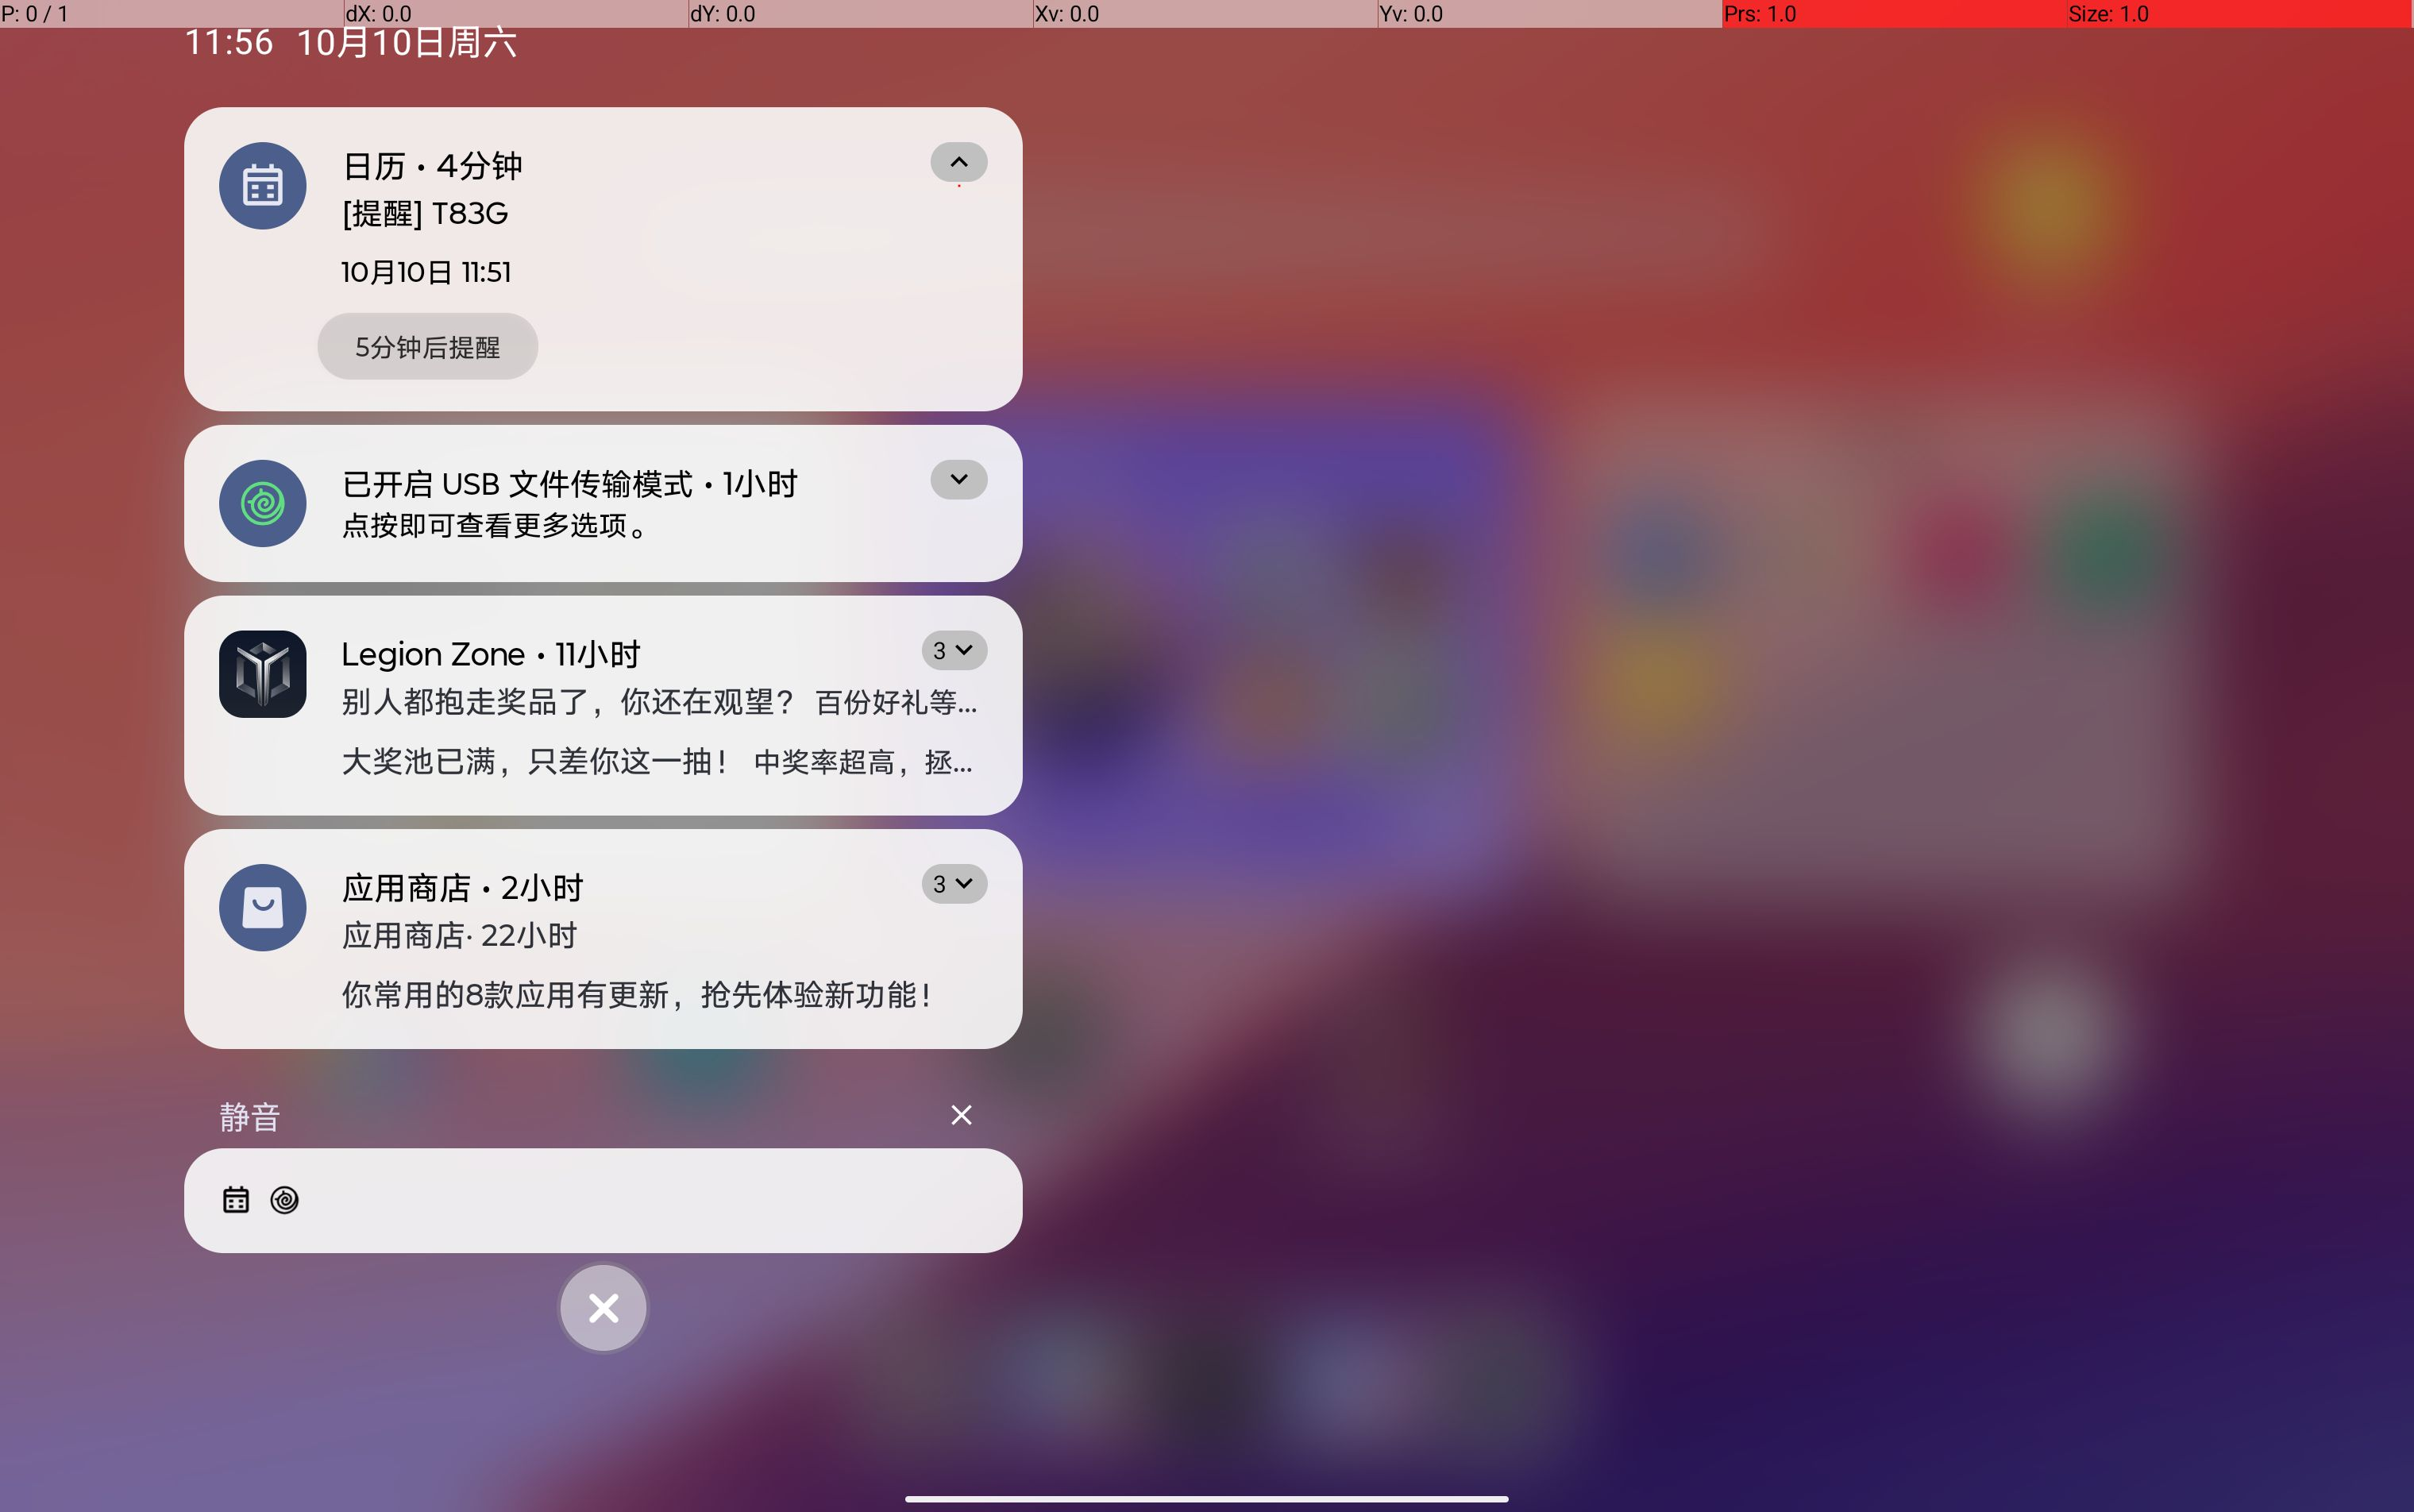 P: 0 / 1 dX: 0.0 dY: 0.0 Xv: 0.0 Yv: 0.0 Prs: 1.0 Size: 1.0
11:56 10月10日周六
日历 • 4分钟
[提醒] T83G
10月10日 11:51
5分钟后提醒
已开启 USB 文件传输模式 • 1小时
点按即可查看更多选项。
Legion Zone • 11小时
3
别人都抱走奖品了，你还在观望？ 百份好礼等...
大奖池已满，只差你这一抽！ 中奖率超高，拯...
应用商店 • 2小时
3
应用商店· 22小时
你常用的8款应用有更新，抢先体验新功能！
静音